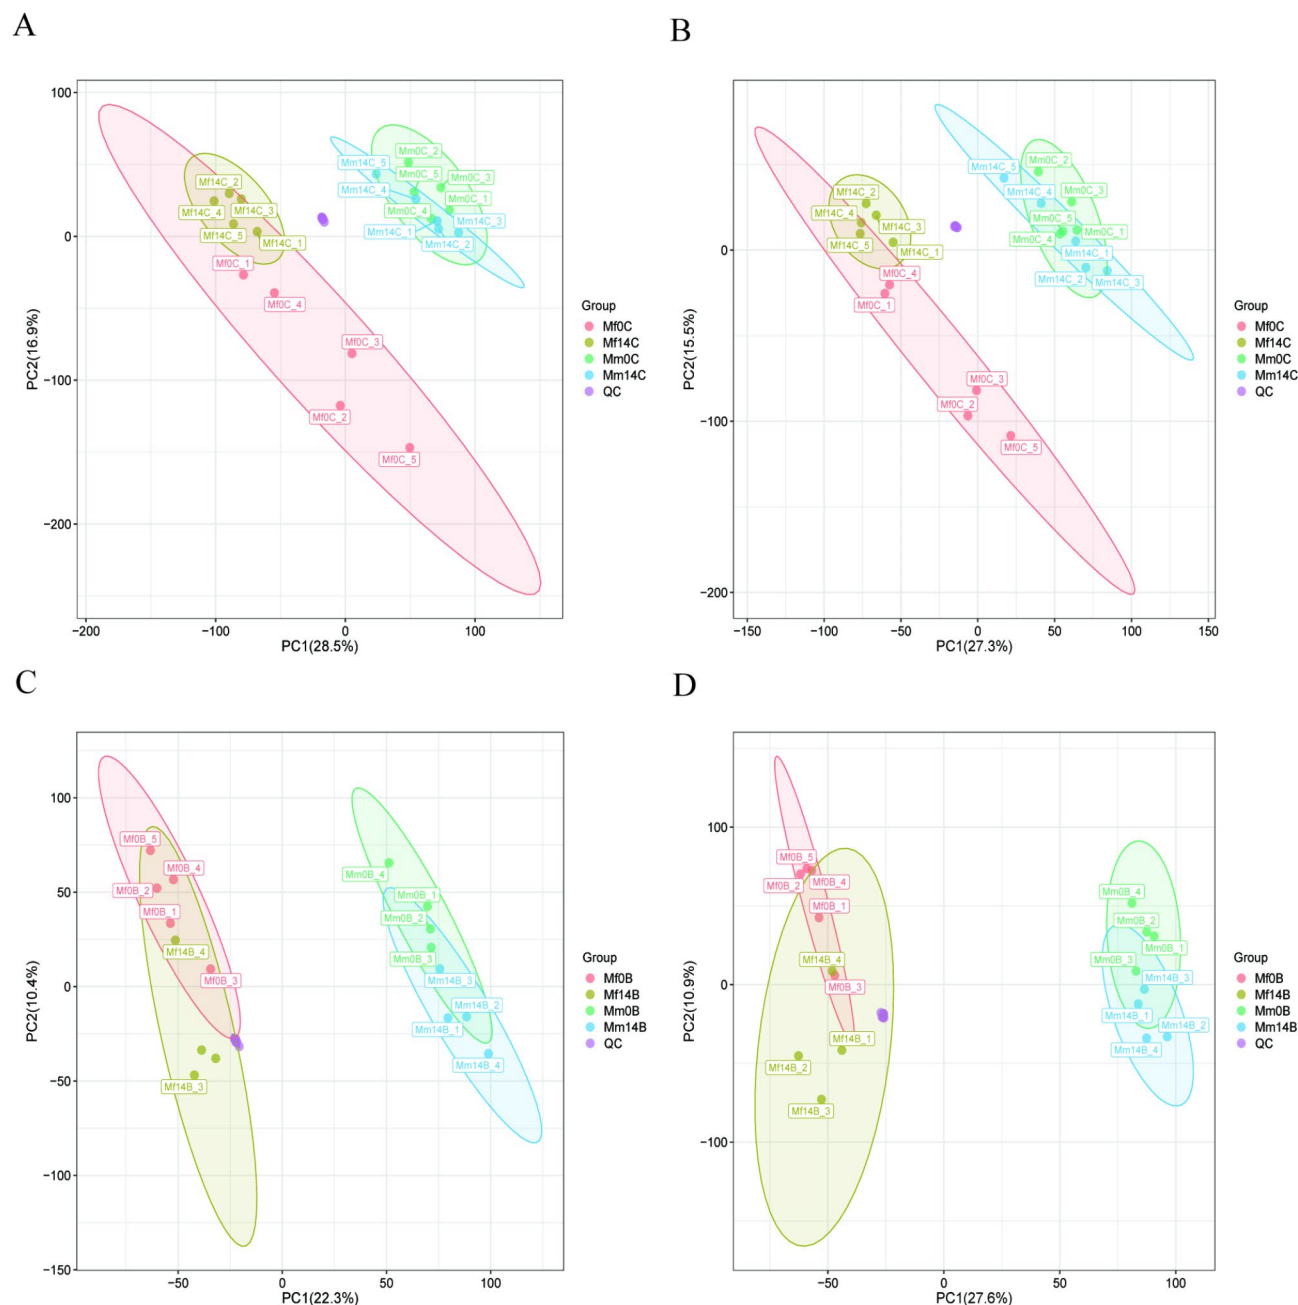 A
B
100
0
−100
−200
PC2(16.9%)
−200
−100
0
100
PC1(28.5%)
Mm0C_2
Mm14C_5
Mm0C_5
Mm0C_3
Mm14C_4
Mm0C_1
Mm0C_4
Mm14C_3
Mm14C_1
Mm14C_2
Mf14C_2
Mf14C_4
Mf14C_3
Mf14C_5
Mf14C_1
Mf0C_1
Mf0C_4
Mf0C_3
Mf0C_2
Mf0C_5
Group
Mf0C
Mf14C
Mm0C
Mm14C
QC
0
−100
−200
PC2(15.5%)
−150
−100
−50
0
50
100
150
PC1(27.3%)
Mm14C_5
Mm0C_2
Mm14C_4
Mm0C_3
Mm0C_5
Mm0C_1
Mm0C_4
Mm14C_1
Mm14C_2
Mm14C_3
Mf14C_2
Mf14C_4
Mf14C_3
Mf14C_5
Mf14C_1
Mf0C_4
Mf0C_1
Mf0C_3
Mf0C_2
Mf0C_5
Group
Mf0C
Mf14C
Mm0C
Mm14C
QC
C
D
100
50
0
−50
−100
−150
PC2(10.4%)
−50
0
50
100
PC1(22.3%)
Mf0B_5
Mf0B_4
Mf0B_2
Mf0B_1
Mf14B_4
Mf0B_3
Mf14B_3
Mm0B_4
Mm0B_1
Mm0B_2
Mm0B_3
Mm14B_3
Mm14B_2
Mm14B_1
Mm14B_4
Group
Mf0B
Mf14B
Mm0B
Mm14B
QC
100
0
−100
PC2(10.9%)
−50
0
50
100
PC1(27.6%)
Mf0B_5
Mf0B_2
Mf0B_4
Mf0B_1
Mf14B_4
Mf0B_3
Mf14B_1
Mf14B_2
Mf14B_3
Mm0B_4
Mm0B_2
Mm0B_1
Mm0B_3
Mm14B_3
Mm14B_1
Mm14B_2
Mm14B_4
Group
Mf0B
Mf14B
Mm0B
Mm14B
QC